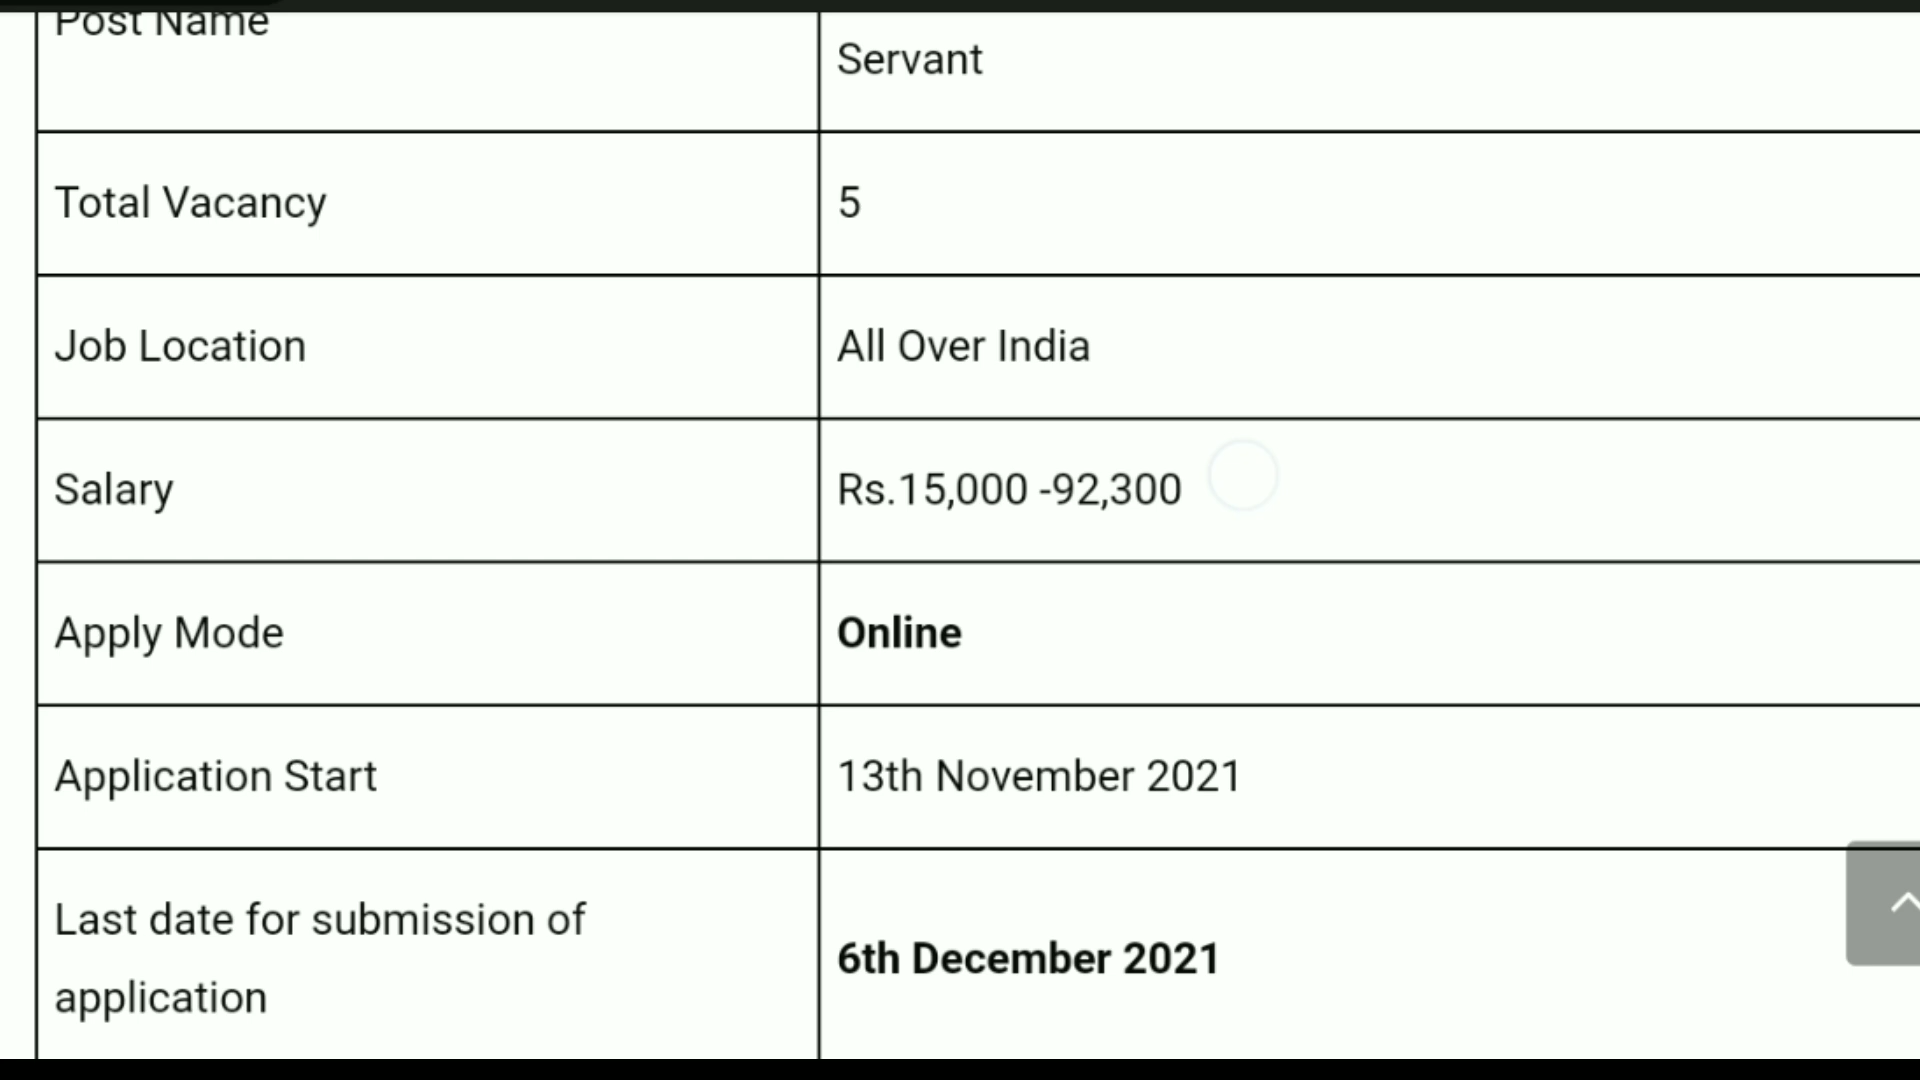 Post Name
Servant
Total Vacancy
5
Job Location
All Over India
Salary
Rs.15,000 -92,300
Apply Mode
Online
Application Start
13th November 2021
Last date for submission of
application
6th December 2021